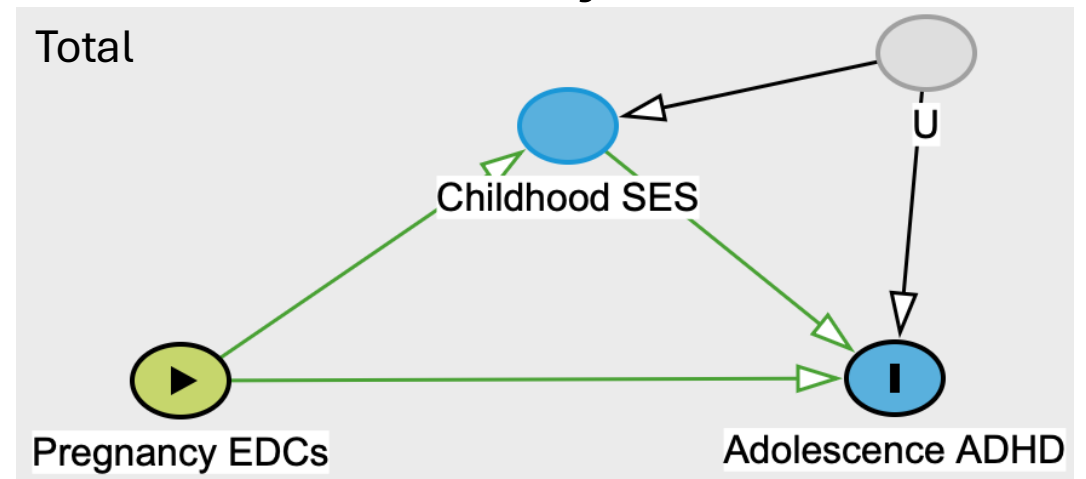 Total
U
Childhood SES
Pregnancy EDCs
Adolescence ADHD